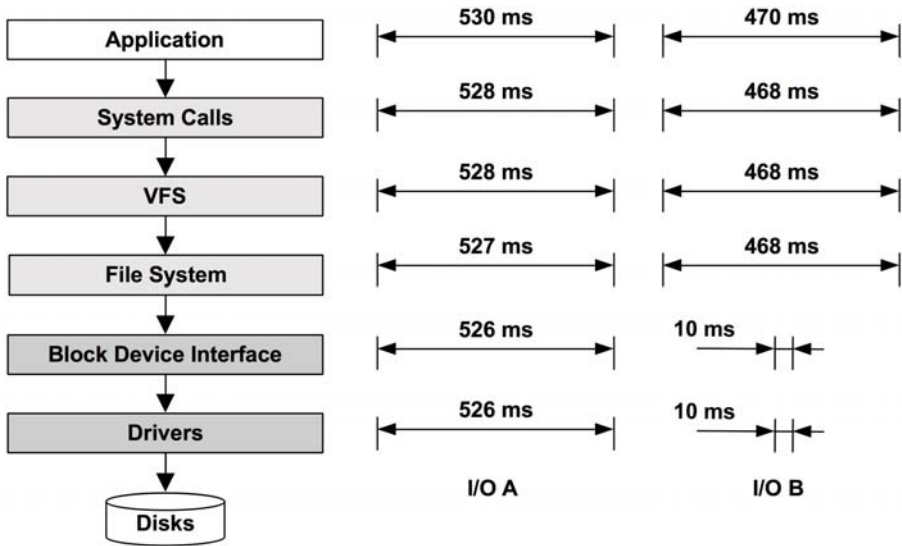 Application
530 ms
470 ms
System Calls
528 ms
468 ms
VFS
528 ms
468 ms
File System
527 ms
468 ms
Block Device Interface
526 ms
10 ms
Drivers
526 ms
10 ms
I/O A
I/O B
Disks